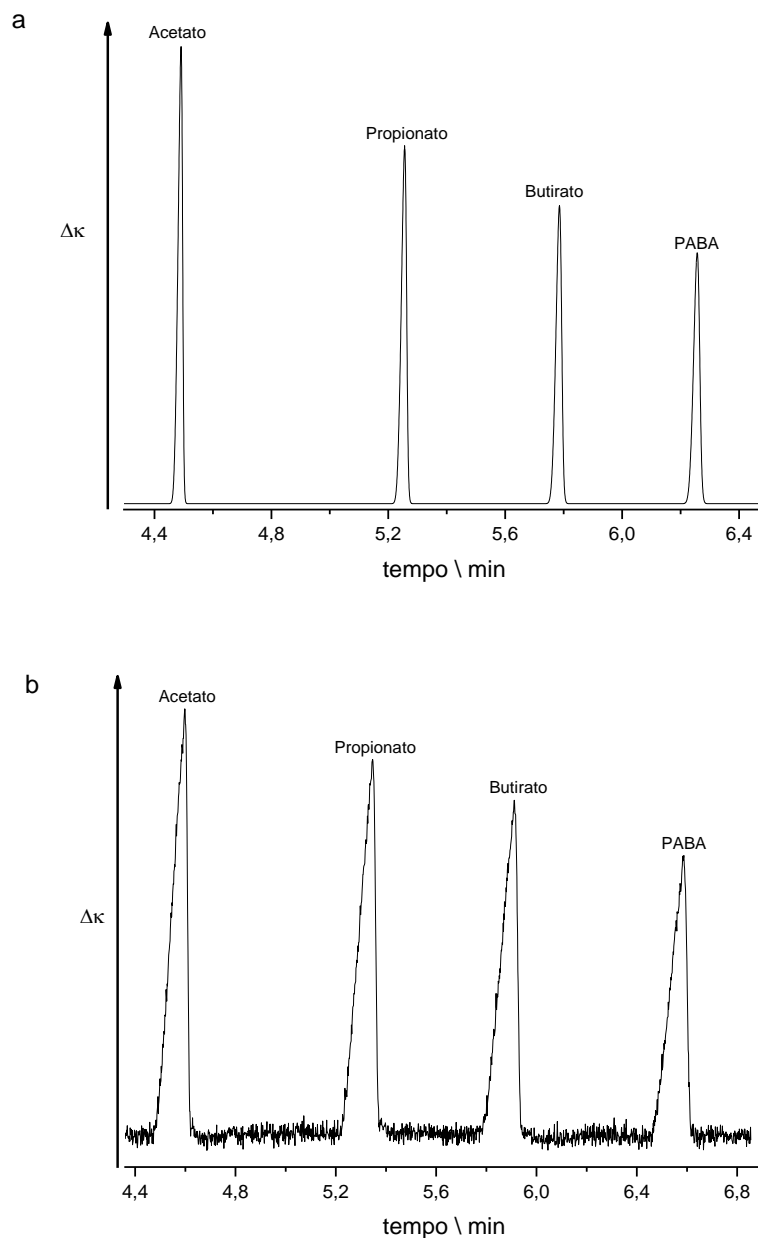 a
Acetato
Propionato
Butirato
PABA
Δκ
4,4 4,8 5,2 5,6 6,0 6,4
tempo \ min
b
Acetato
Propionato
Butirato
PABA
Δκ
4,4 4,8 5,2 5,6 6,0 6,4 6,8
tempo \ min